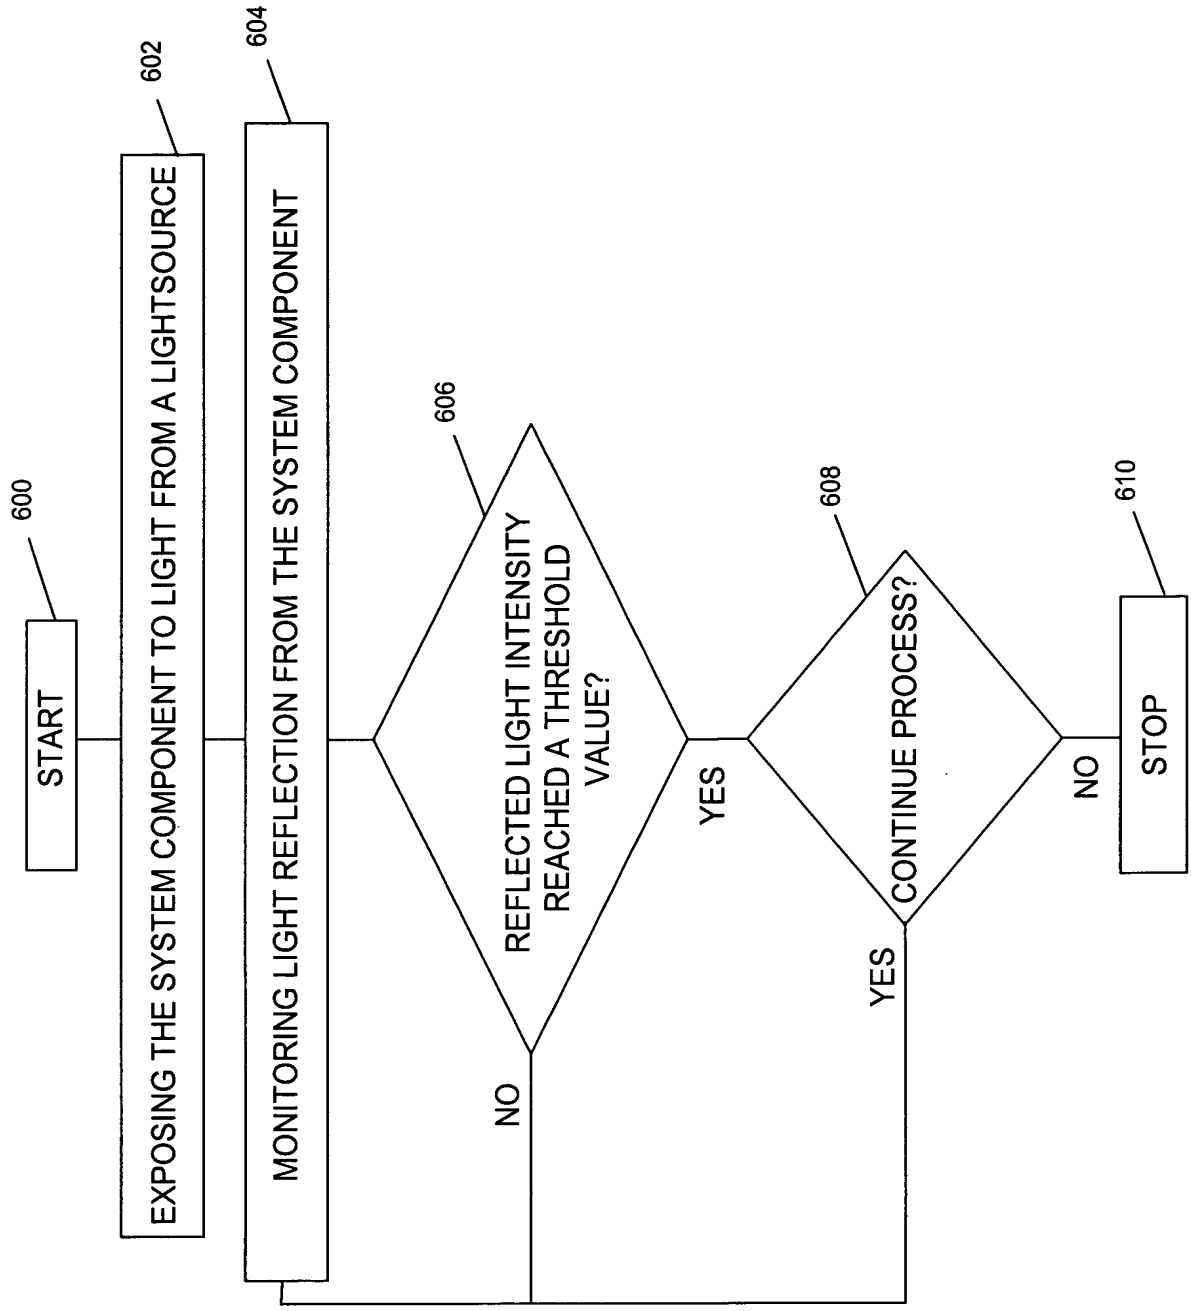 600
START
602
EXPOSING THE SYSTEM COMPONENT TO LIGHT FROM A LIGHTSOURCE
604
MONITORING LIGHT REFLECTION FROM THE SYSTEM COMPONENT
606
REFLECTED LIGHT INTENSITY
REACHED A THRESHOLD
VALUE?
NO
YES
608
CONTINUE PROCESS?
YES
NO
610
STOP